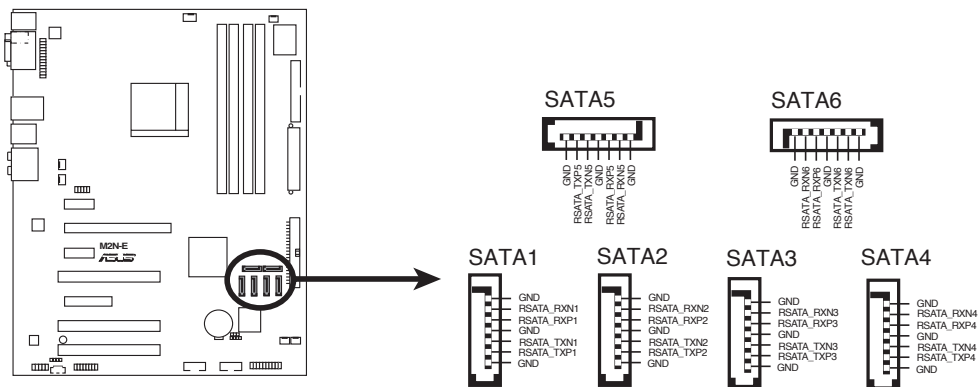 M2N-E
ASUS
SATA5
GND
RSATA_TXP5
RSATA_TXN5
GND
RSATA_RXP5
RSATA_RXN5
GND
SATA6
GND
RSATA_RXN6
RSATA_RXP6
GND
RSATA_TXN6
RSATA_TXN6
GND
SATA1
GND
RSATA_RXN1
RSATA_RXP1
GND
RSATA_TXN1
RSATA_TXP1
GND
SATA2
GND
RSATA_RXN2
RSATA_RXP2
GND
RSATA_TXN2
RSATA_TXP2
GND
SATA3
GND
RSATA_RXN3
RSATA_RXP3
GND
RSATA_TXN3
RSATA_TXP3
GND
SATA4
GND
RSATA_RXN4
RSATA_RXP4
GND
RSATA_TXN4
RSATA_TXP4
GND